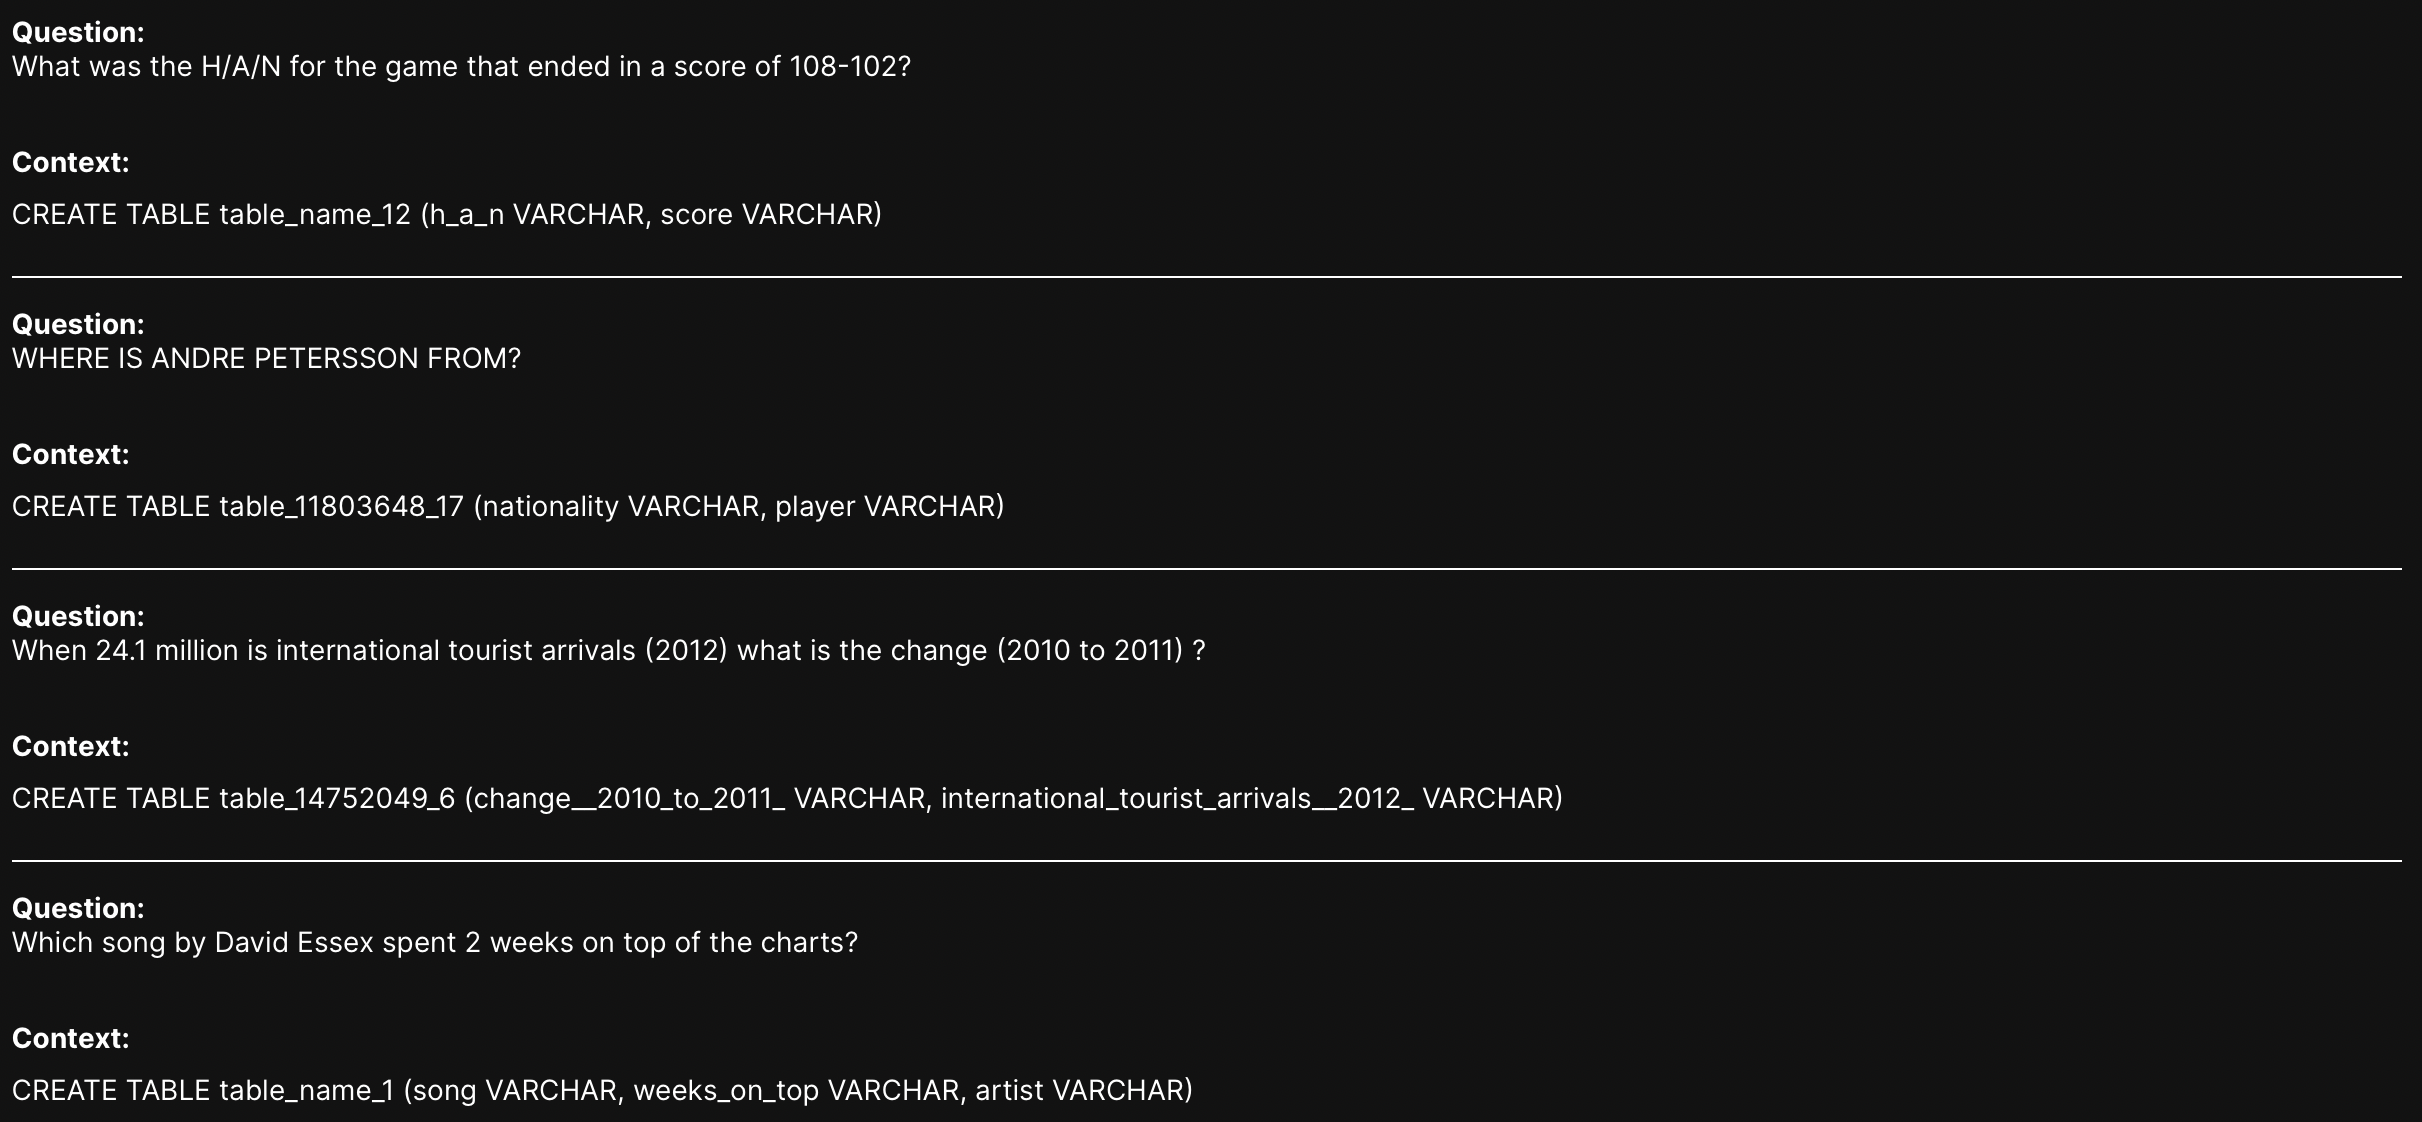 Question:
What was the H/A/N for the game that ended in a score of 108-102?
Context:
CREATE TABLE table_name_12 (h_a_n VARCHAR, score VARCHAR)
Question:
WHERE IS ANDRE PETERSSON FROM?
Context:
CREATE TABLE table_11803648_17 (nationality VARCHAR, player VARCHAR)
Question:
When 24.1 million is international tourist arrivals (2012) what is the change (2010 to 2011) ?
Context:
CREATE TABLE table_14752049_6 (change__2010_to_2011_ VARCHAR, international_tourist_arrivals__2012_ VARCHAR)
Question:
Which song by David Essex spent 2 weeks on top of the charts?
Context:
CREATE TABLE table_name_1 (song VARCHAR, weeks_on_top VARCHAR, artist VARCHAR)